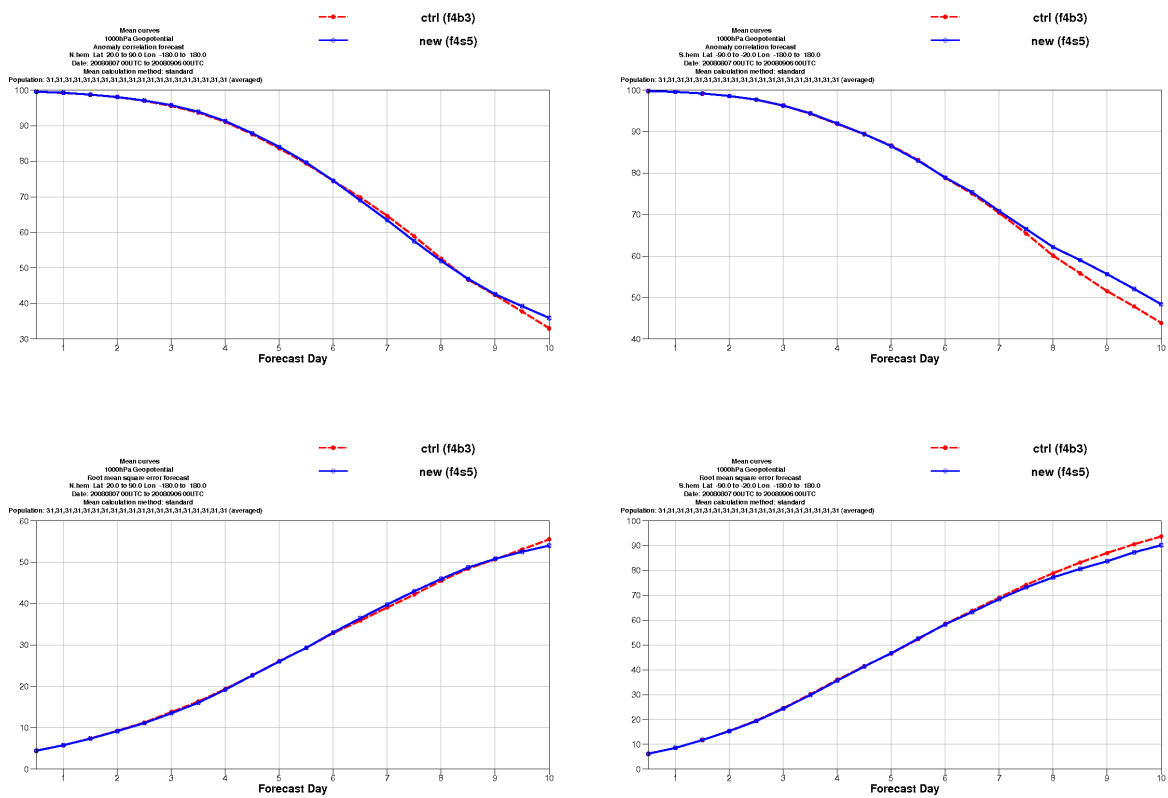 ctrl (f4b3)
new (f4s5)
Mean curves
1000hPa Geopotential
Anomaly correlation forecast
N.hem Lat 20.0 to 90.0 Lon -180.0 to 180.0
Date: 20080807 00UTC to 20080906 00UTC
Mean calculation method: standard
Population: 31,31,31,31,31,31,31,31,31,31,31,31,31,31,31,31,31,31,31,31 (averaged)
100
90
80
70
60
50
40
30
1 2 3 4 5 6 7 8 9 10
Forecast Day
ctrl (f4b3)
new (f4s5)
Mean curves
1000hPa Geopotential
Anomaly correlation forecast
S.hem Lat -90.0 to -20.0 Lon -180.0 to 180.0
Date: 20080807 00UTC to 20080906 00UTC
Mean calculation method: standard
Population: 31,31,31,31,31,31,31,31,31,31,31,31,31,31,31,31,31,31,31,31 (averaged)
100
90
80
70
60
50
40
1 2 3 4 5 6 7 8 9 10
Forecast Day
ctrl (f4b3)
new (f4s5)
Mean curves
1000hPa Geopotential
Root mean square error forecast
N.hem Lat 20.0 to 90.0 Lon -180.0 to 180.0
Date: 20080807 00UTC to 20080906 00UTC
Mean calculation method: standard
Population: 31,31,31,31,31,31,31,31,31,31,31,31,31,31,31,31,31,31,31,31 (averaged)
60
50
40
30
20
10
0
1 2 3 4 5 6 7 8 9 10
Forecast Day
ctrl (f4b3)
new (f4s5)
Mean curves
1000hPa Geopotential
Root mean square error forecast
S.hem Lat -90.0 to -20.0 Lon -180.0 to 180.0
Date: 20080807 00UTC to 20080906 00UTC
Mean calculation method: standard
Population: 31,31,31,31,31,31,31,31,31,31,31,31,31,31,31,31,31,31,31,31 (averaged)
100
90
80
70
60
50
40
30
20
10
0
1 2 3 4 5 6 7 8 9 10
Forecast Day